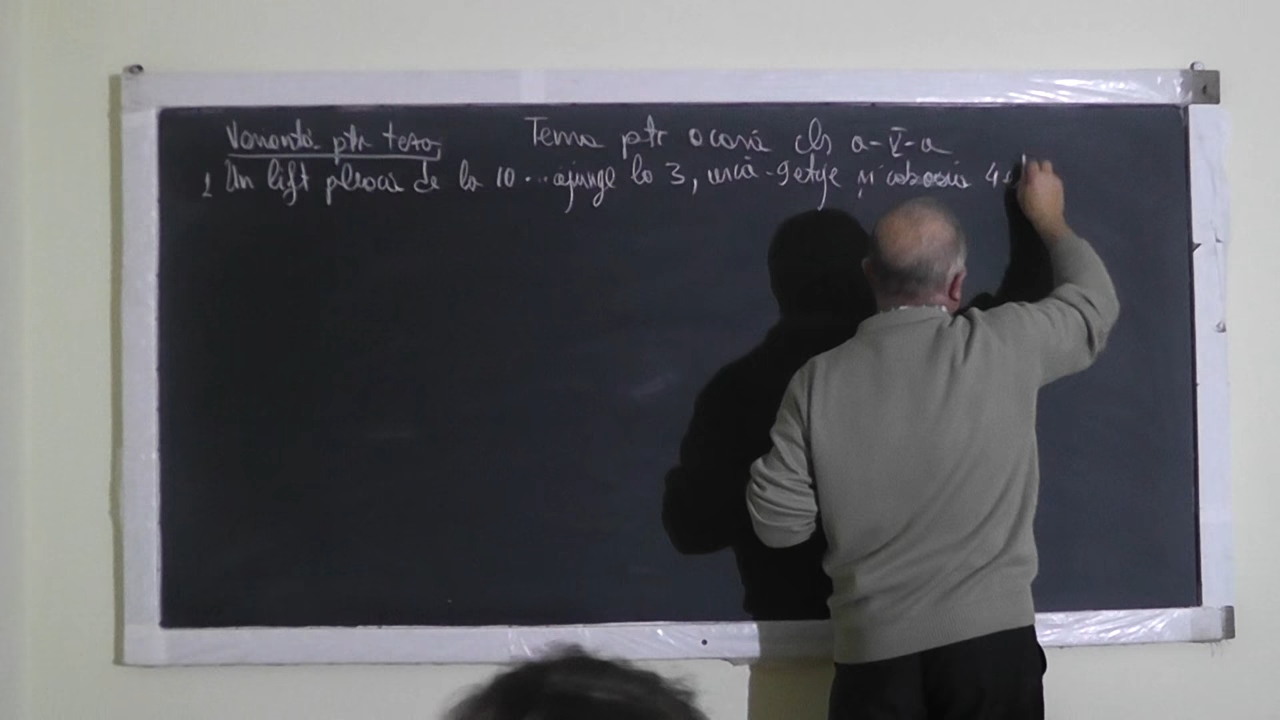 Variantă ptr teză Tema ptr acasă cls a-V-a
1 Un lift pleacă de la 10 ... ajunge la 3, urcă 9 etaje și coboară 4